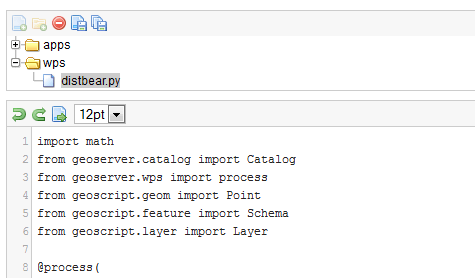 apps
wps
distbear.py
12pt
1 import math
2 from geoserver.catalog import Catalog
3 from geoserver.wps import process
4 from geoscript.geom import Point
5 from geoscript.feature import Schema
6 from geoscript.layer import Layer
7
8 @process(